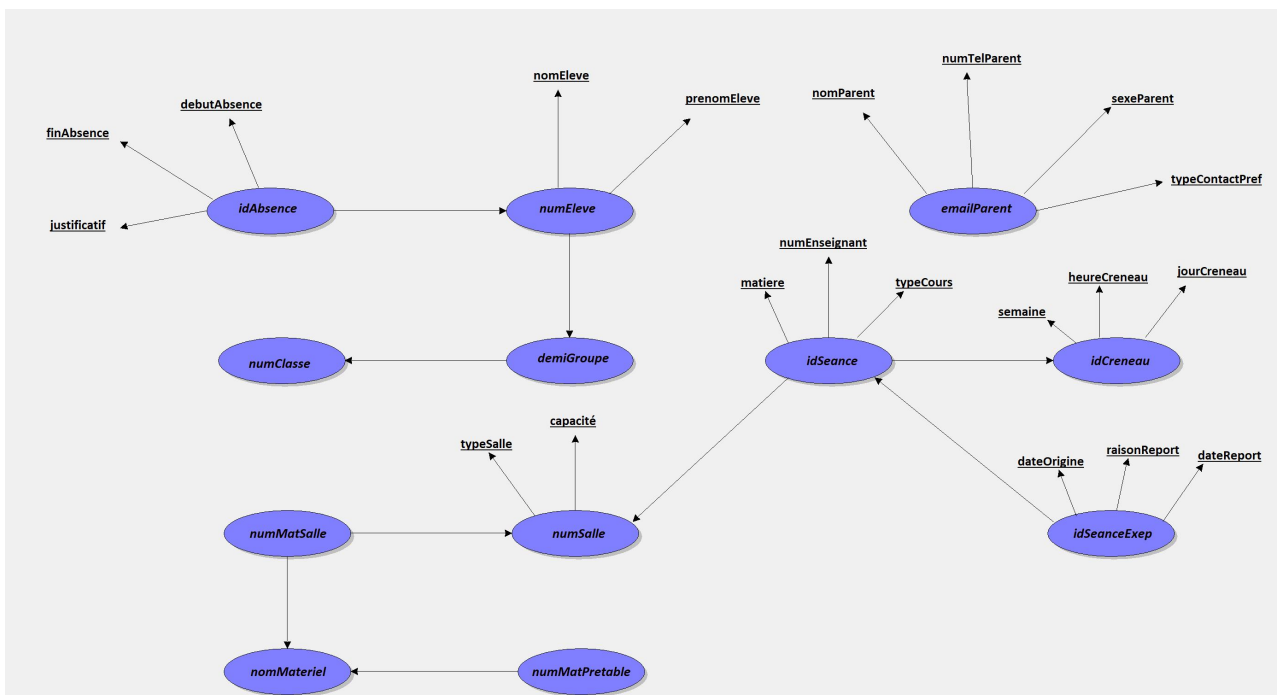 numTelParent
nomEleve
nomParent
prenomEleve
sexeParent
debutAbsence
finAbsence
typeContactPref
idAbsence
numEleve
emailParent
justificatif
numEnseignant
matiere
typeCours
heureCreneau
jourCreneau
semaine
numClasse
demiGroupe
idSeance
idCreneau
capacité
typeSalle
raisonReport
dateOrigine
dateReport
numMatSalle
numSalle
idSeanceExep
nomMateriel
numMatPretable